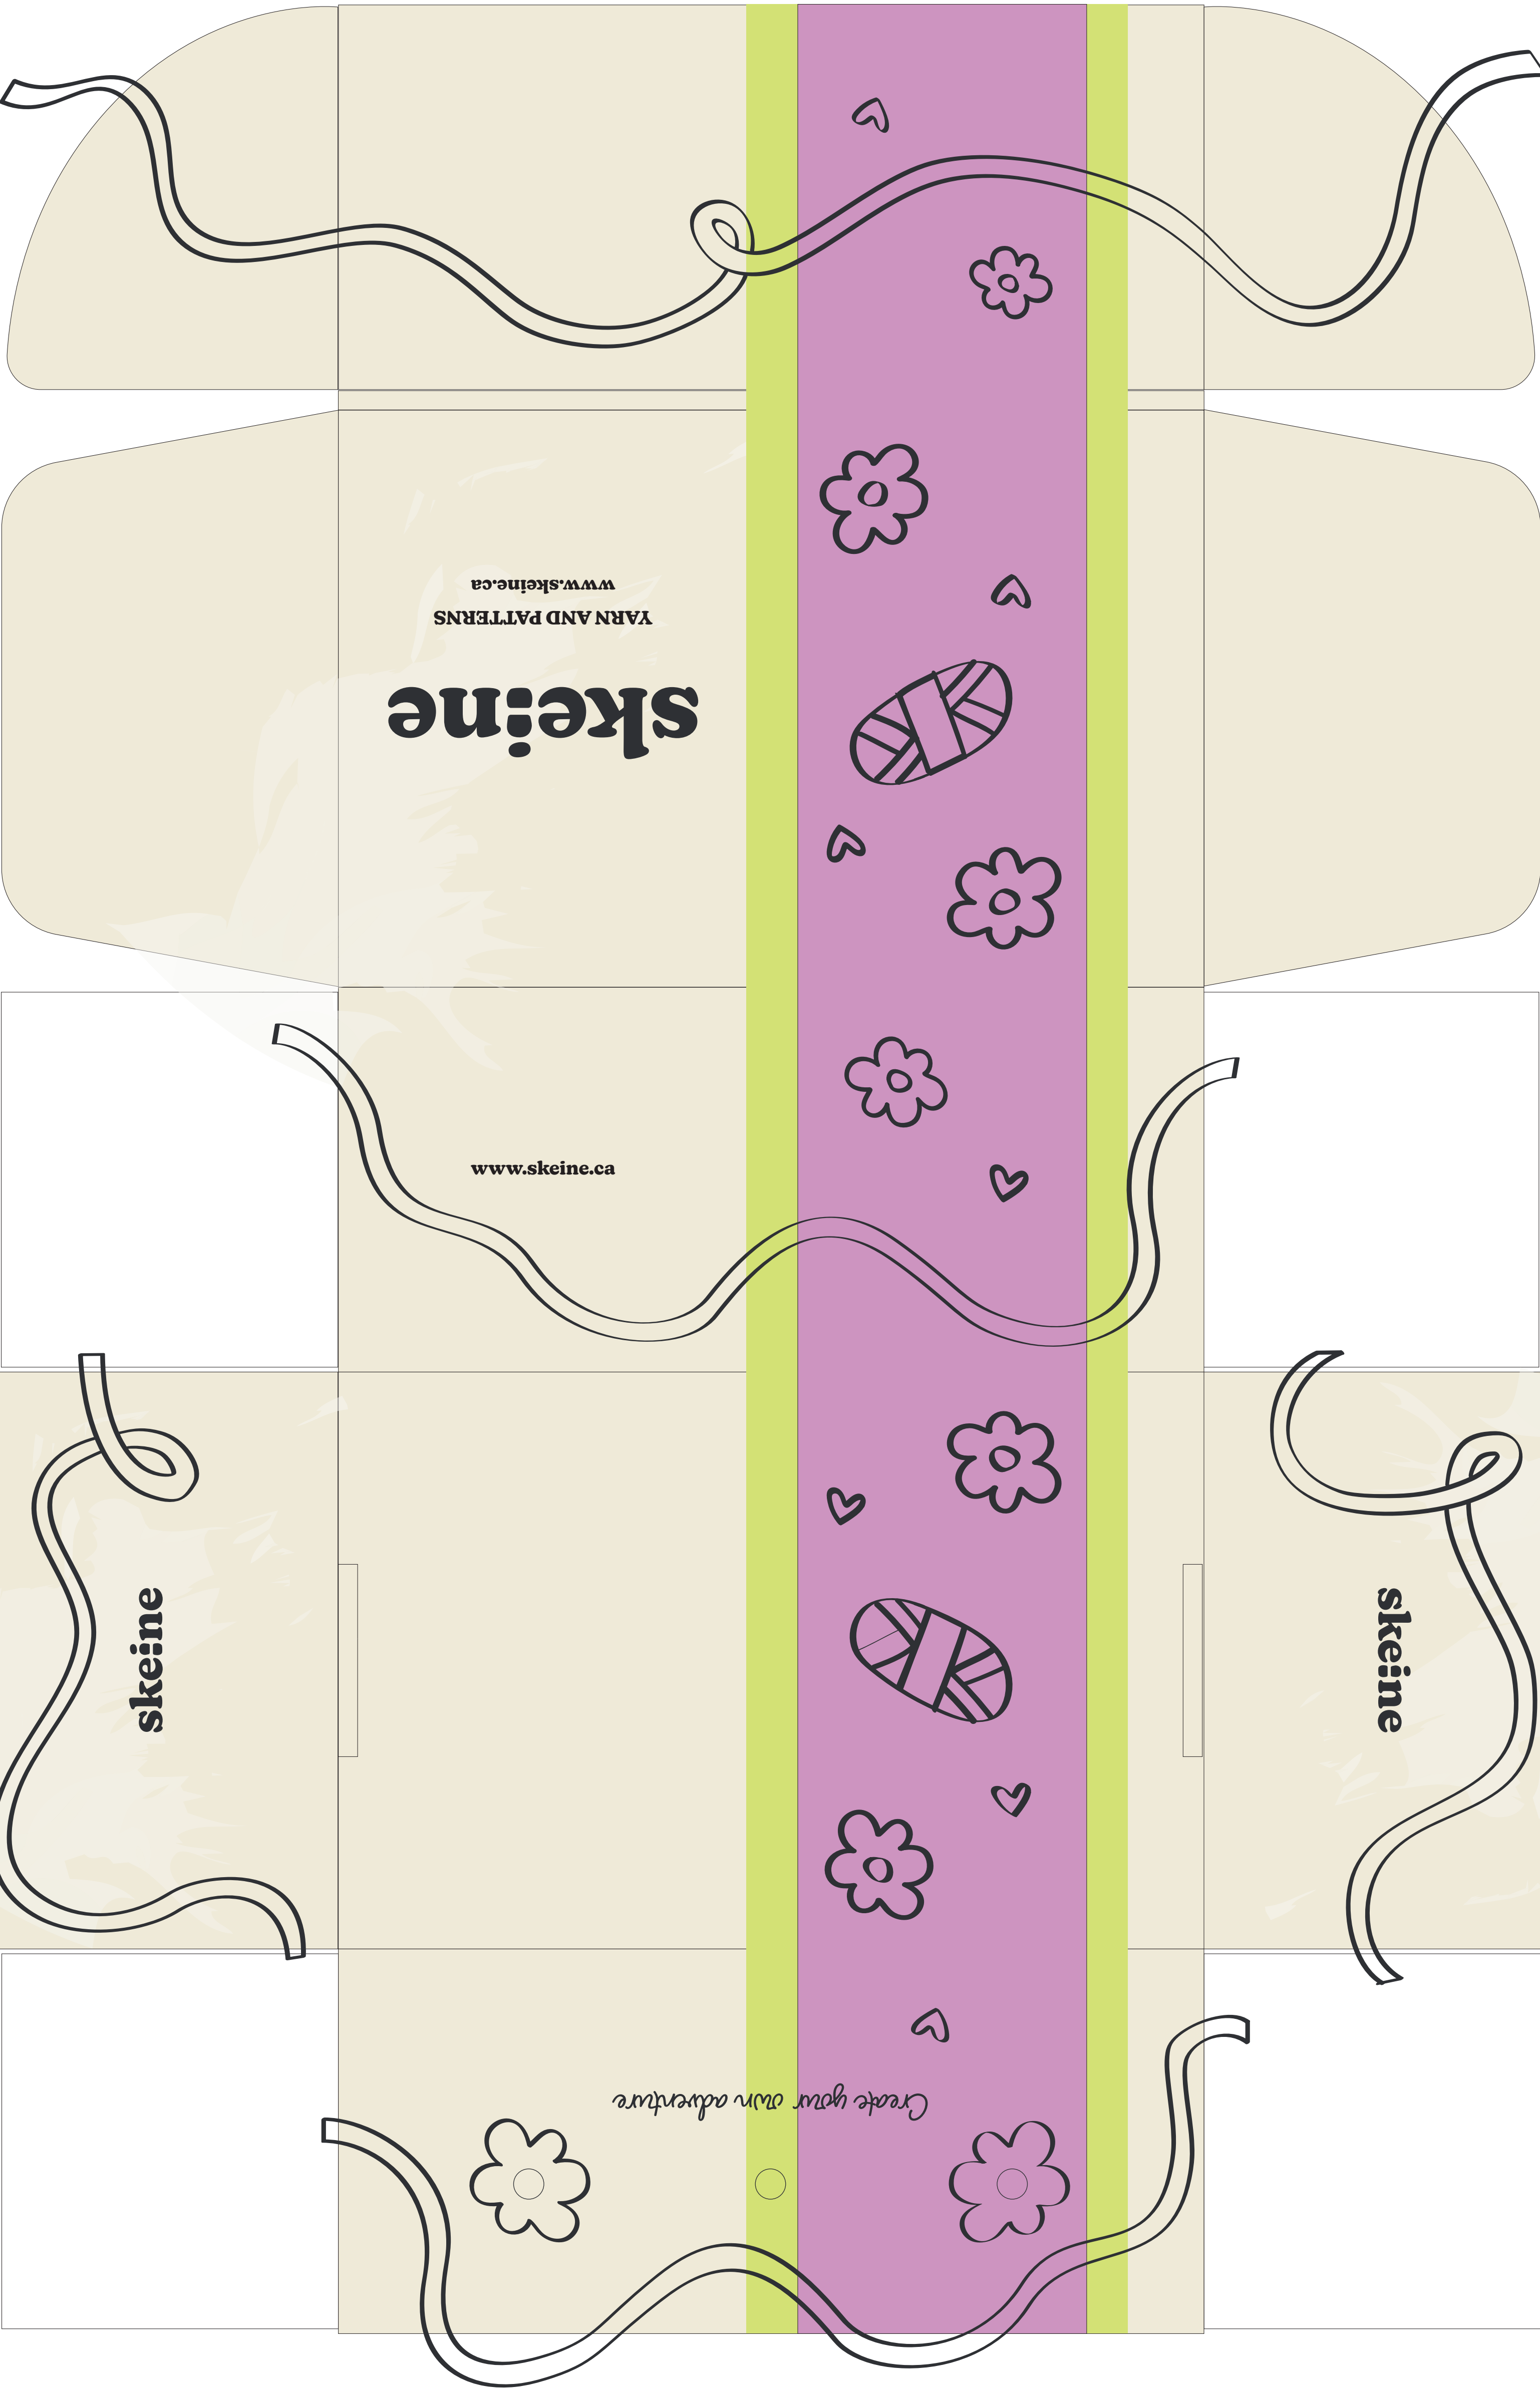 skeine
YARN AND PATTERNS
www.skeine.ca
www.skeine.ca
skeine
skeine
Create your own adventure